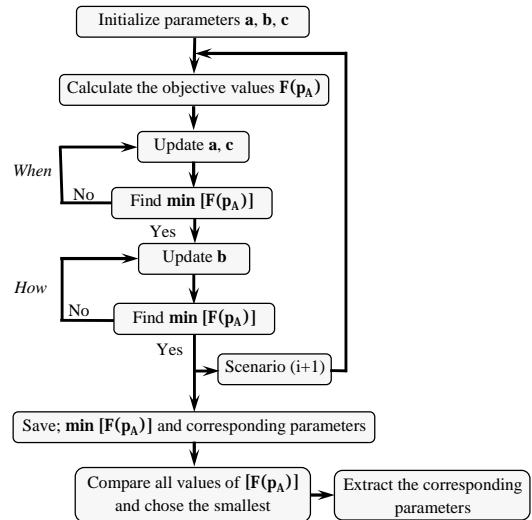 Initialize parameters a, b, c
Calculate the objective values F(pA)
Update a, c
When
No
Find min [F(pA)]
Yes
Update b
How
No
Find min [F(pA)]
Yes
Scenario (i+1)
Save; min [F(pA)] and corresponding parameters
Compare all values of [F(pA)]
and chose the smallest
Extract the corresponding
parameters